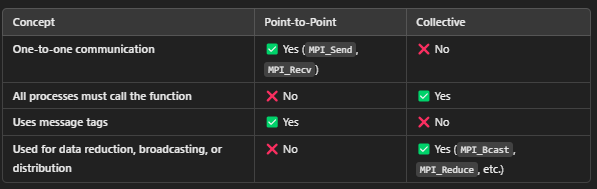 Concept Point-to-Point Collective
One-to-one communication ✅ Yes (MPI_Send, ❌ No
MPI_Recv)
All processes must call the function ❌ No ✅ Yes
Uses message tags ✅ Yes ❌ No
Used for data reduction, broadcasting, or ❌ No ✅ Yes (MPI_Bcast,
distribution MPI_Reduce, etc.)